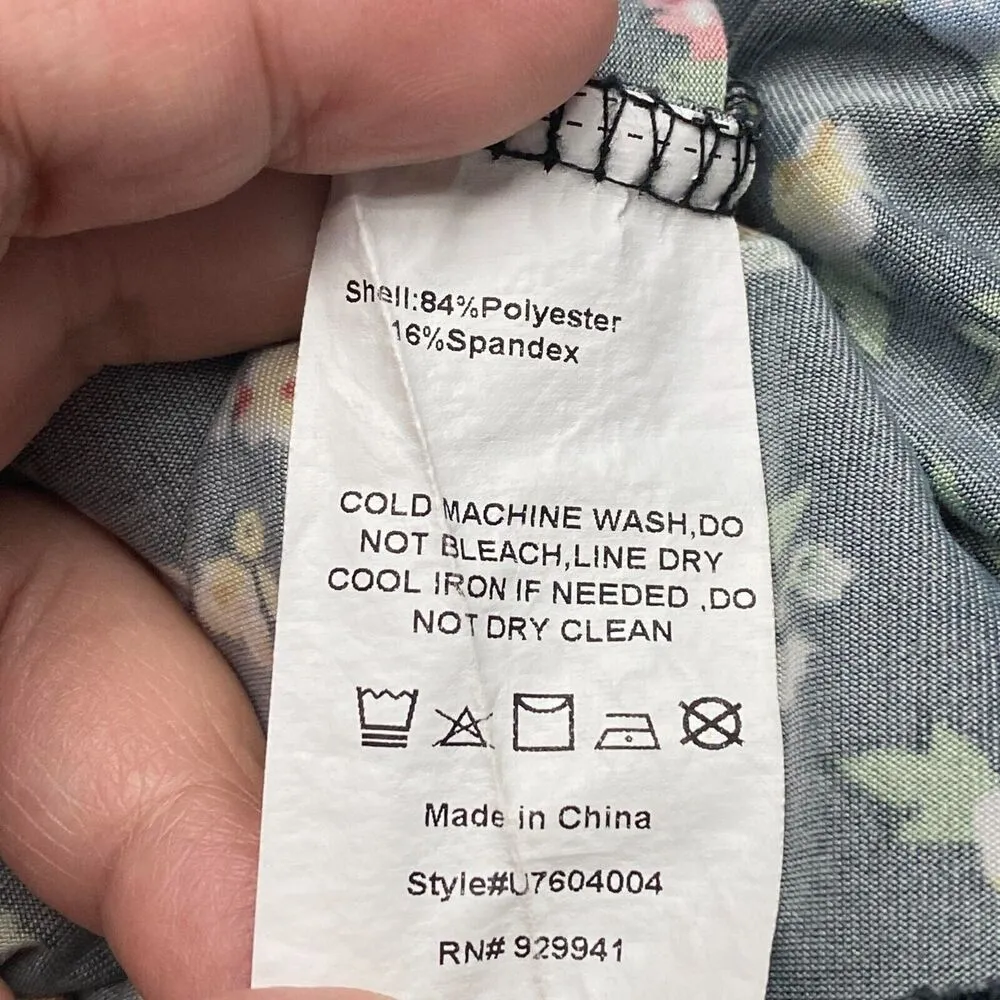 Shell:84%Polyester
16%Spandex
COLD MACHINE WASH,DO
NOT BLEACH,LINE DRY
COOL IRON IF NEEDED ,DO
NOT DRY CLEAN
Made in China
Style#U7604004
RN# 929941